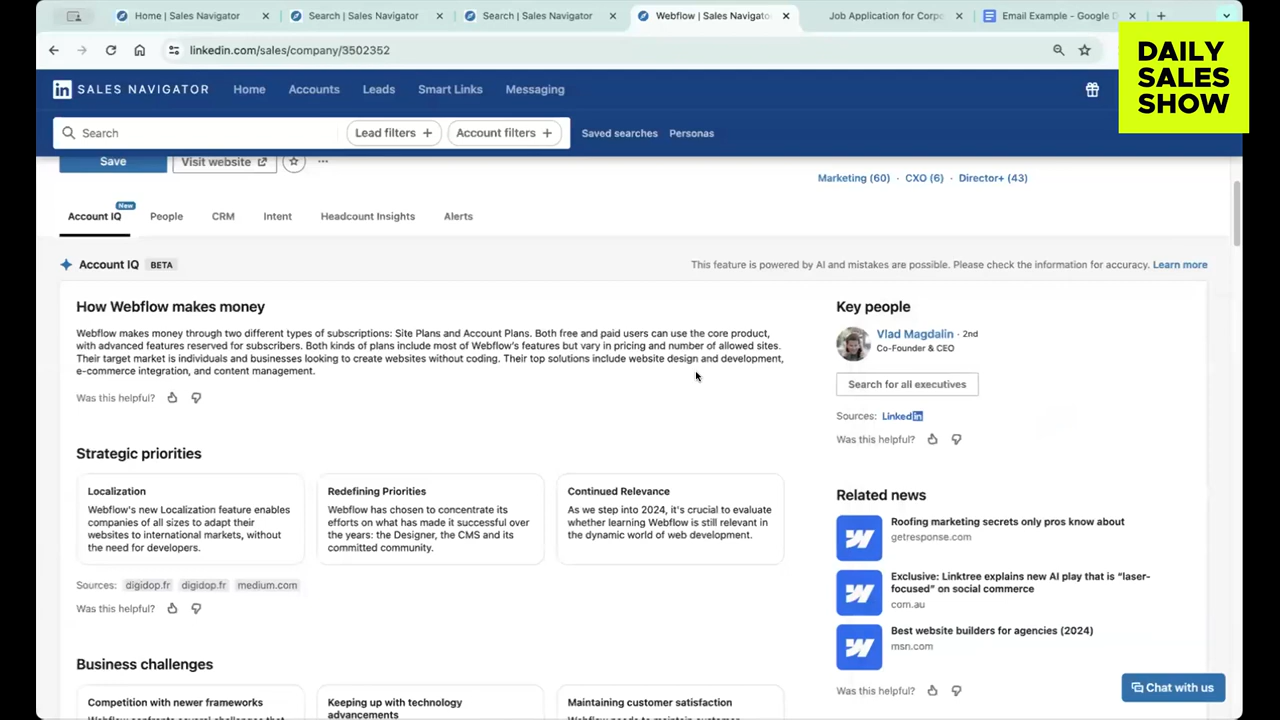 Home | Sales Navigator
Search | Sales Navigator
Search | Sales Navigator
Webflow | Sales Navigato
Job Application for Corpo
Email Example - Google D
linkedin.com/sales/company/3502352
DAILY
SALES
SHOW
in SALES NAVIGATOR
Home
Accounts
Leads
Smart Links
Messaging
Search
Lead filters +
Account filters +
Saved searches
Personas
Save
Visit website
...
Marketing (60) · CXO (6) · Director+ (43)
New
Account IQ
People
CRM
Intent
Headcount Insights
Alerts
Account IQ BETA
This feature is powered by AI and mistakes are possible. Please check the information for accuracy. Learn more
How Webflow makes money
Webflow makes money through two different types of subscriptions: Site Plans and Account Plans. Both free and paid users can use the core product,
with advanced features reserved for subscribers. Both kinds of plans include most of Webflow's features but vary in pricing and number of allowed sites.
Their target market is individuals and businesses looking to create websites without coding. Their top solutions include website design and development,
e-commerce integration, and content management.
Was this helpful?
Key people
Vlad Magdalin · 2nd
Co-Founder & CEO
Search for all executives
Sources: Linkedin
Was this helpful?
Strategic priorities
Localization
Webflow's new Localization feature enables
companies of all sizes to adapt their
websites to international markets, without
the need for developers.
Redefining Priorities
Webflow has chosen to concentrate its
efforts on what has made it successful over
the years: the Designer, the CMS and its
committed community.
Continued Relevance
As we step into 2024, it's crucial to evaluate
whether learning Webflow is still relevant in
the dynamic world of web development.
Sources: digidop.fr digidop.fr medium.com
Was this helpful?
Related news
Roofing marketing secrets only pros know about
getresponse.com
Exclusive: Linktree explains new AI play that is "laser-
focused" on social commerce
com.au
Best website builders for agencies (2024)
msn.com
Was this helpful?
Business challenges
Competition with newer frameworks
Keeping up with technology
advancements
Maintaining customer satisfaction
Chat with us